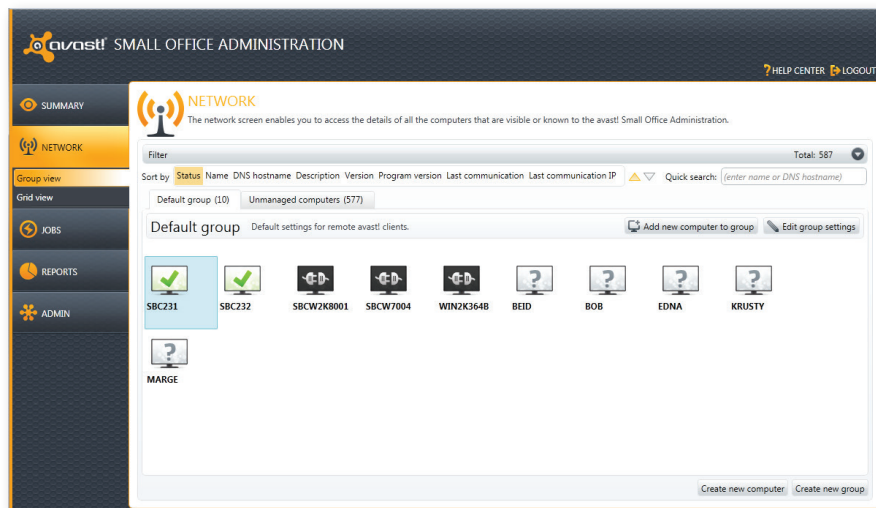 avast! SMALL OFFICE ADMINISTRATION
HELP CENTER LOGOUT
SUMMARY
NETWORK
Group view
Grid view
JOBS
REPORTS
ADMIN
NETWORK
The network screen enables you to access the details of all the computers that are visible or known to the avast! Small Office Administration.
Filter Total: 587
Sort by Status Name DNS hostname Description Version Program version Last communication Last communication IP Quick search: (enter name or DNS hostname)
Default group (10) Unmanaged computers (577)
Default group Default settings for remote avast! clients. Add new computer to group Edit group settings
SBC231 SBC232 SBCW2K8001 SBCW7004 WIN2K364B BEID BOB EDNA KRUSTY
MARGE
Create new computer Create new group